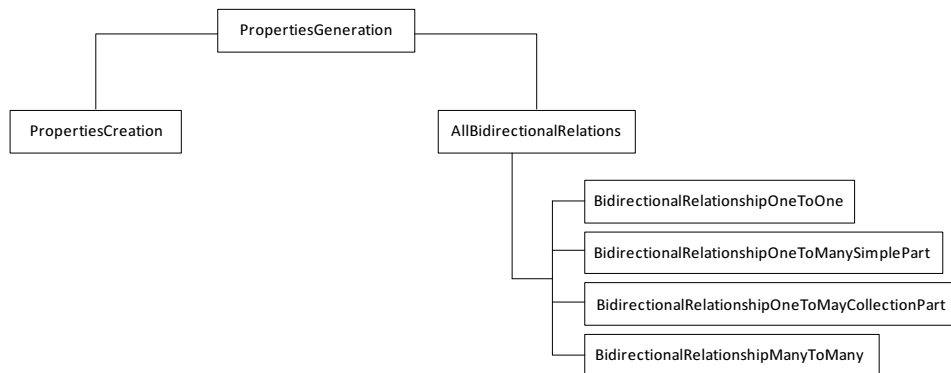 PropertiesGeneration
PropertiesCreation
AllBidirectionalRelations
BidirectionalRelationshipOneToOne
BidirectionalRelationshipOneToManySimplePart
BidirectionalRelationshipOneToMayCollectionPart
BidirectionalRelationshipManyToMany